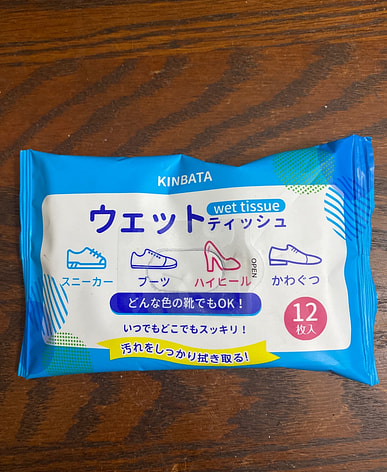 KINBATA
wet tissue
ウェットティッシュ
スニーカー ブーツ ハイヒール かわぐつ
OPEN
どんな色の靴でもOK!
いつでもどこでもスッキリ!
汚れをしっかり拭き取る!
12
枚入